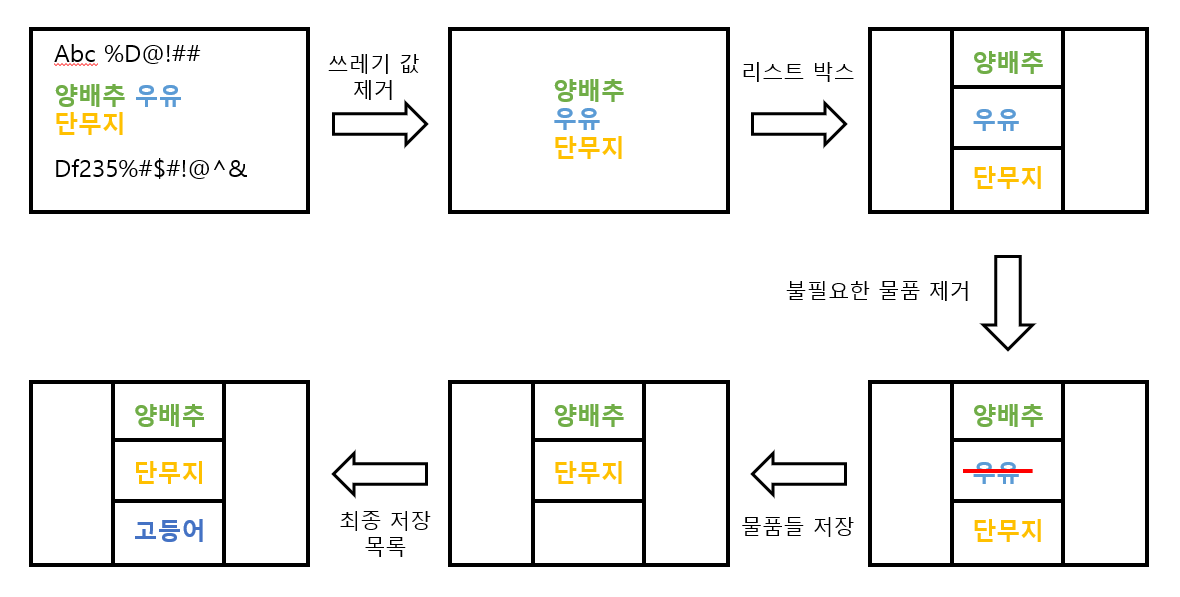 Abc %D@!##
양배추 우유
단무지
Df235%#$#!@^&
쓰레기 값
제거
양배추
우유
단무지
리스트 박스
양배추
우유
단무지
불필요한 물품 제거
양배추
우유
단무지
물품들 저장
양배추
단무지
최종 저장
목록
양배추
단무지
고등어